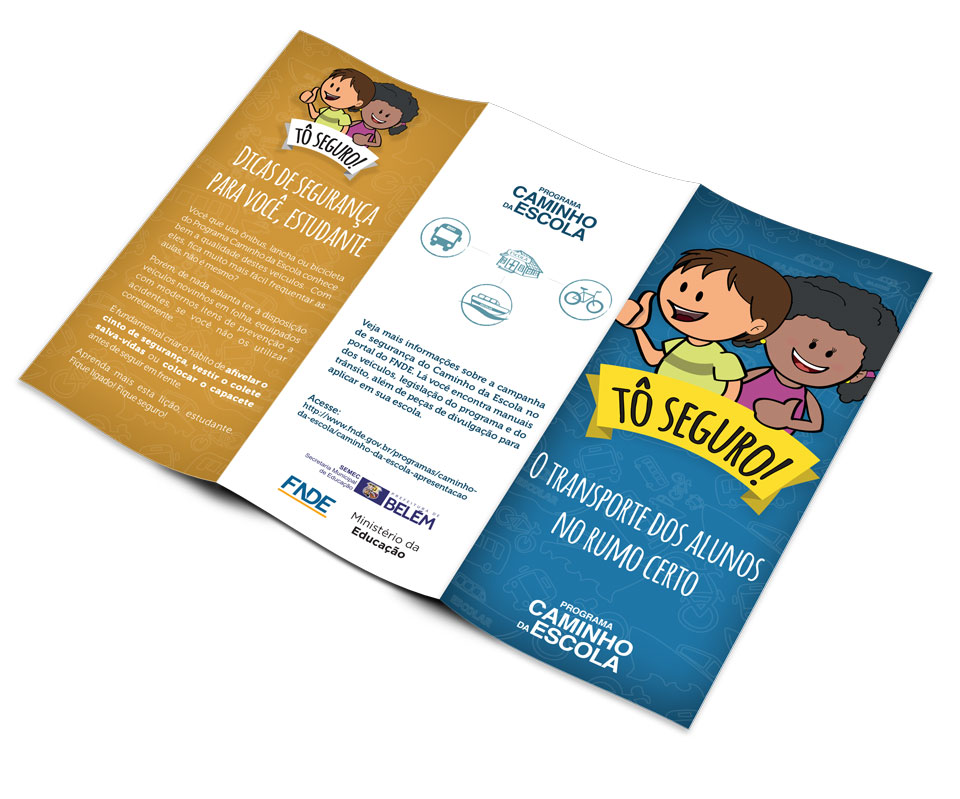 TÔ SEGURO!
DICAS DE SEGURANÇA
PARA VOCÊ, ESTUDANTE
Você que usa ônibus, lancha ou bicicleta
do Programa Caminho da Escola conhece
bem a qualidade destes veículos. Com
eles, fica muito mais fácil frequentar as
aulas, não é mesmo?
Porém, de nada adianta ter à disposição
veículos novinhos em folha, equipados
com modernos itens de prevenção a
acidentes, se você não os utilizar,
corretamente.
É fundamental criar o hábito de afivelar o
cinto de segurança, vestir o colete
salva-vidas ou colocar o capacete
antes de seguir em frente.
Aprenda mais esta lição, estudante.
Fique ligado! Fique seguro!
PROGRAMA
CAMINHO
DA ESCOLA
Veja mais informações sobre a campanha
de segurança do Caminho da Escola no
portal do FNDE. Lá você encontra manuais
dos veículos, legislação do programa e do
trânsito, além de peças de divulgação para
aplicar em sua escola.
Acesse:
http://www.fnde.gov.br/programas/caminho-
da-escola/caminho-da-escola-apresentacao
FNDE
SEMEC
Secretaria Municipal
de Educação
PREFEITURA DE
BELÉM
Ministério da
Educação
TÔ SEGURO!
O TRANSPORTE DOS ALUNOS
NO RUMO CERTO
PROGRAMA
CAMINHO
DA ESCOLA